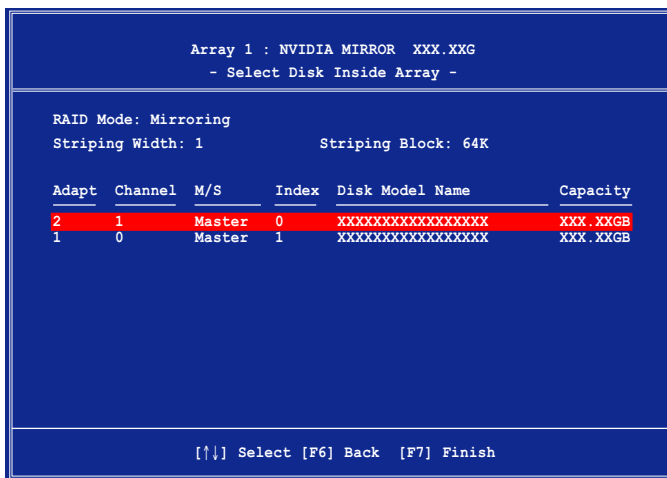 Array 1 : NVIDIA MIRROR XXX.XXG
- Select Disk Inside Array -
RAID Mode: Mirroring
Striping Width: 1 Striping Block: 64K
Adapt Channel M/S Index Disk Model Name Capacity
2 1 Master 0 XXXXXXXXXXXXXXXXX XXX.XXGB
1 0 Master 1 XXXXXXXXXXXXXXXXX XXX.XXGB
[↑↓] Select [F6] Back [F7] Finish